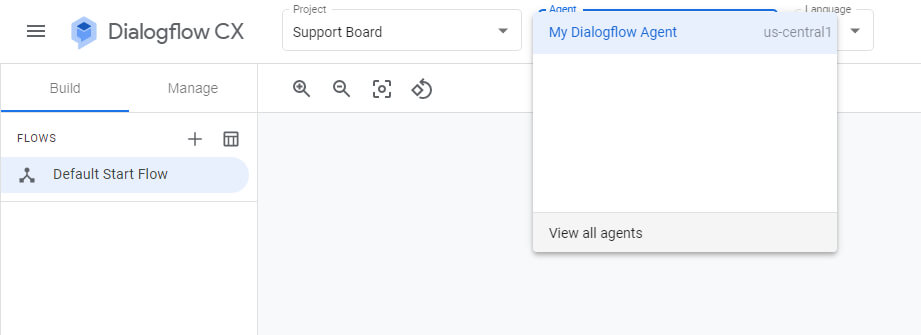 Dialogflow CX
Project
Support Board
Agent
My Dialogflow Agent us-central1
View all agents
Language
Build
Manage
FLOWS
Default Start Flow